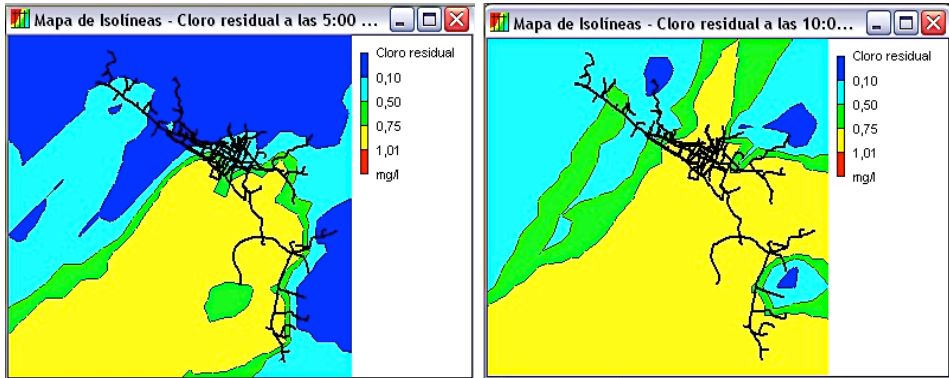 Mapa de Isolíneas - Cloro residual a las 5:00 ...
Cloro residual
0,10
0,50
0,75
1,01
mg/l
Mapa de Isolíneas - Cloro residual a las 10:0...
Cloro residual
0,10
0,50
0,75
1,01
mg/l